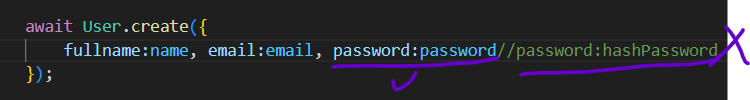 await User.create({
fullname:name, email:email, password:password//password:hashPassword
});